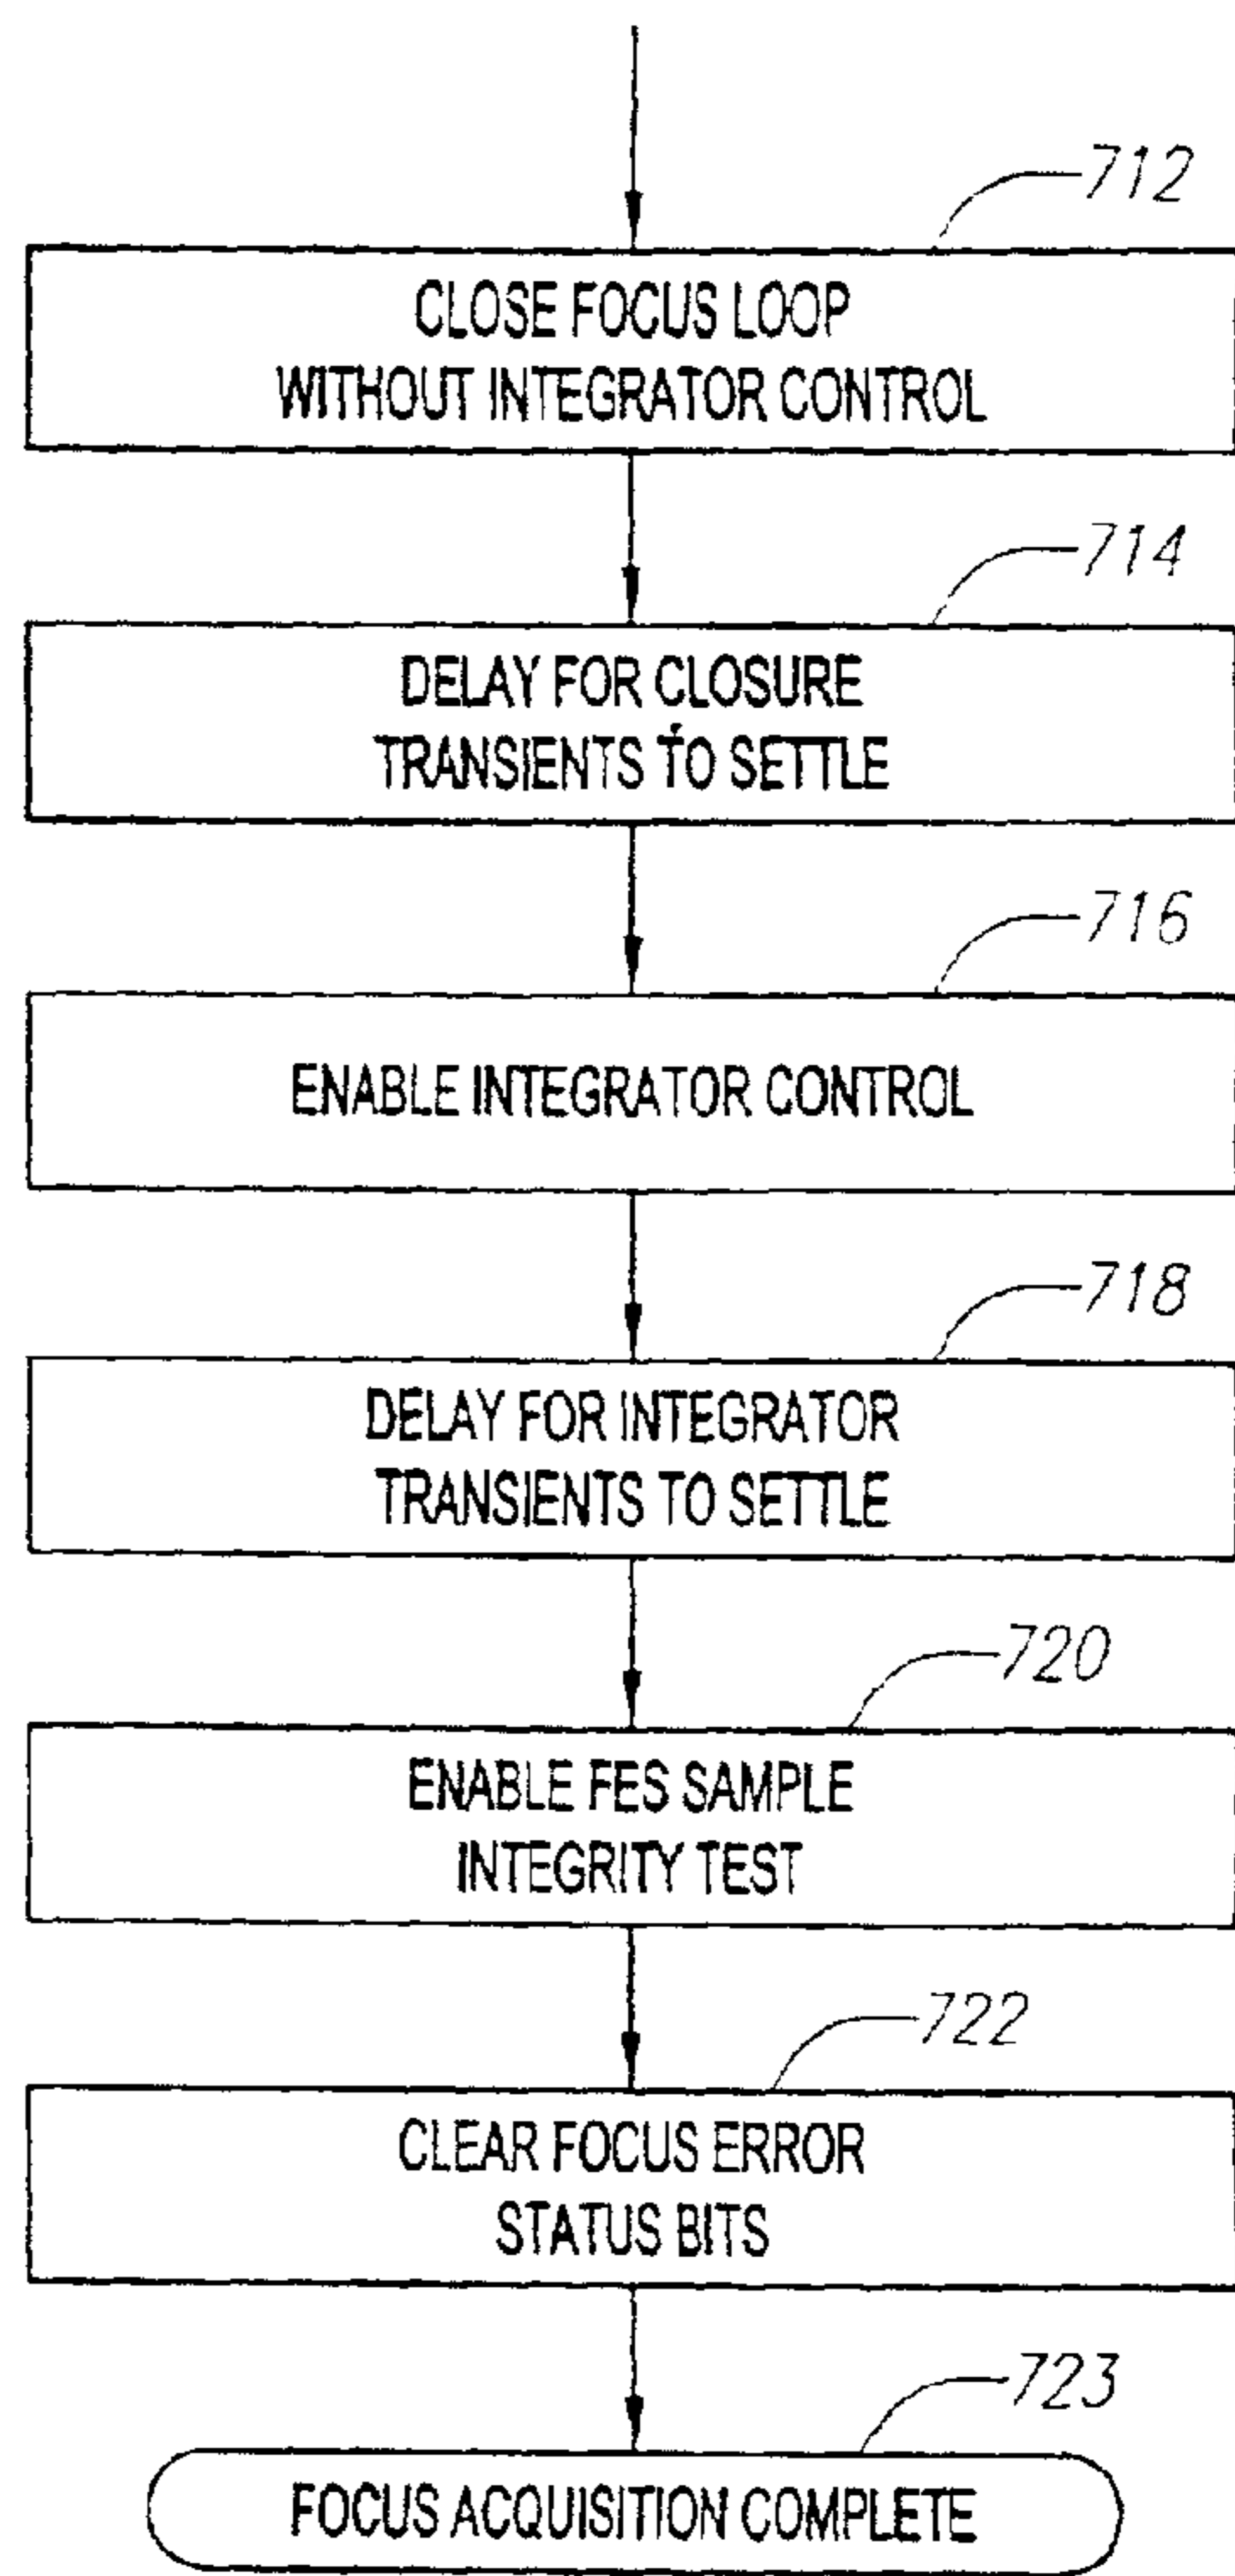 712
CLOSE FOCUS LOOP
WITHOUT INTEGRATOR CONTROL
714
DELAY FOR CLOSURE
TRANSIENTS TO SETTLE
716
ENABLE INTEGRATOR CONTROL
718
DELAY FOR INTEGRATOR
TRANSIENTS TO SETTLE
720
ENABLE FES SAMPLE
INTEGRITY TEST
722
CLEAR FOCUS ERROR
STATUS BITS
723
FOCUS ACQUISITION COMPLETE